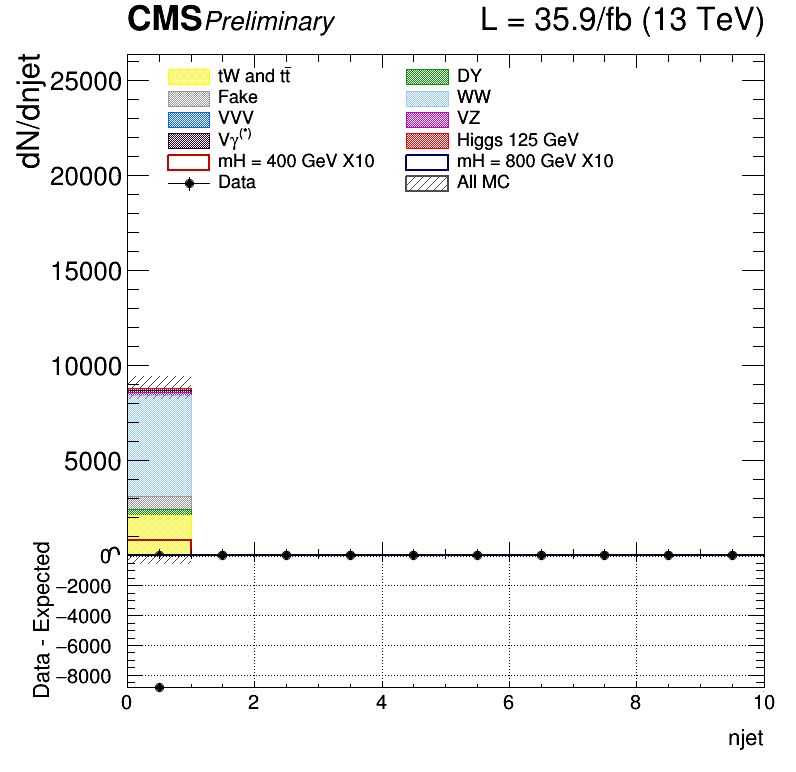 CMS Preliminary L = 35.9/fb (13 TeV)
dN/dnjet
25000
20000
15000
10000
5000
0
tW and tt̄ DY
Fake WW
VVV VZ
Vγ(*) Higgs 125 GeV
mH = 400 GeV X10 mH = 800 GeV X10
Data All MC
Data - Expected
−2000
−4000
−6000
−8000
0 2 4 6 8 10
njet